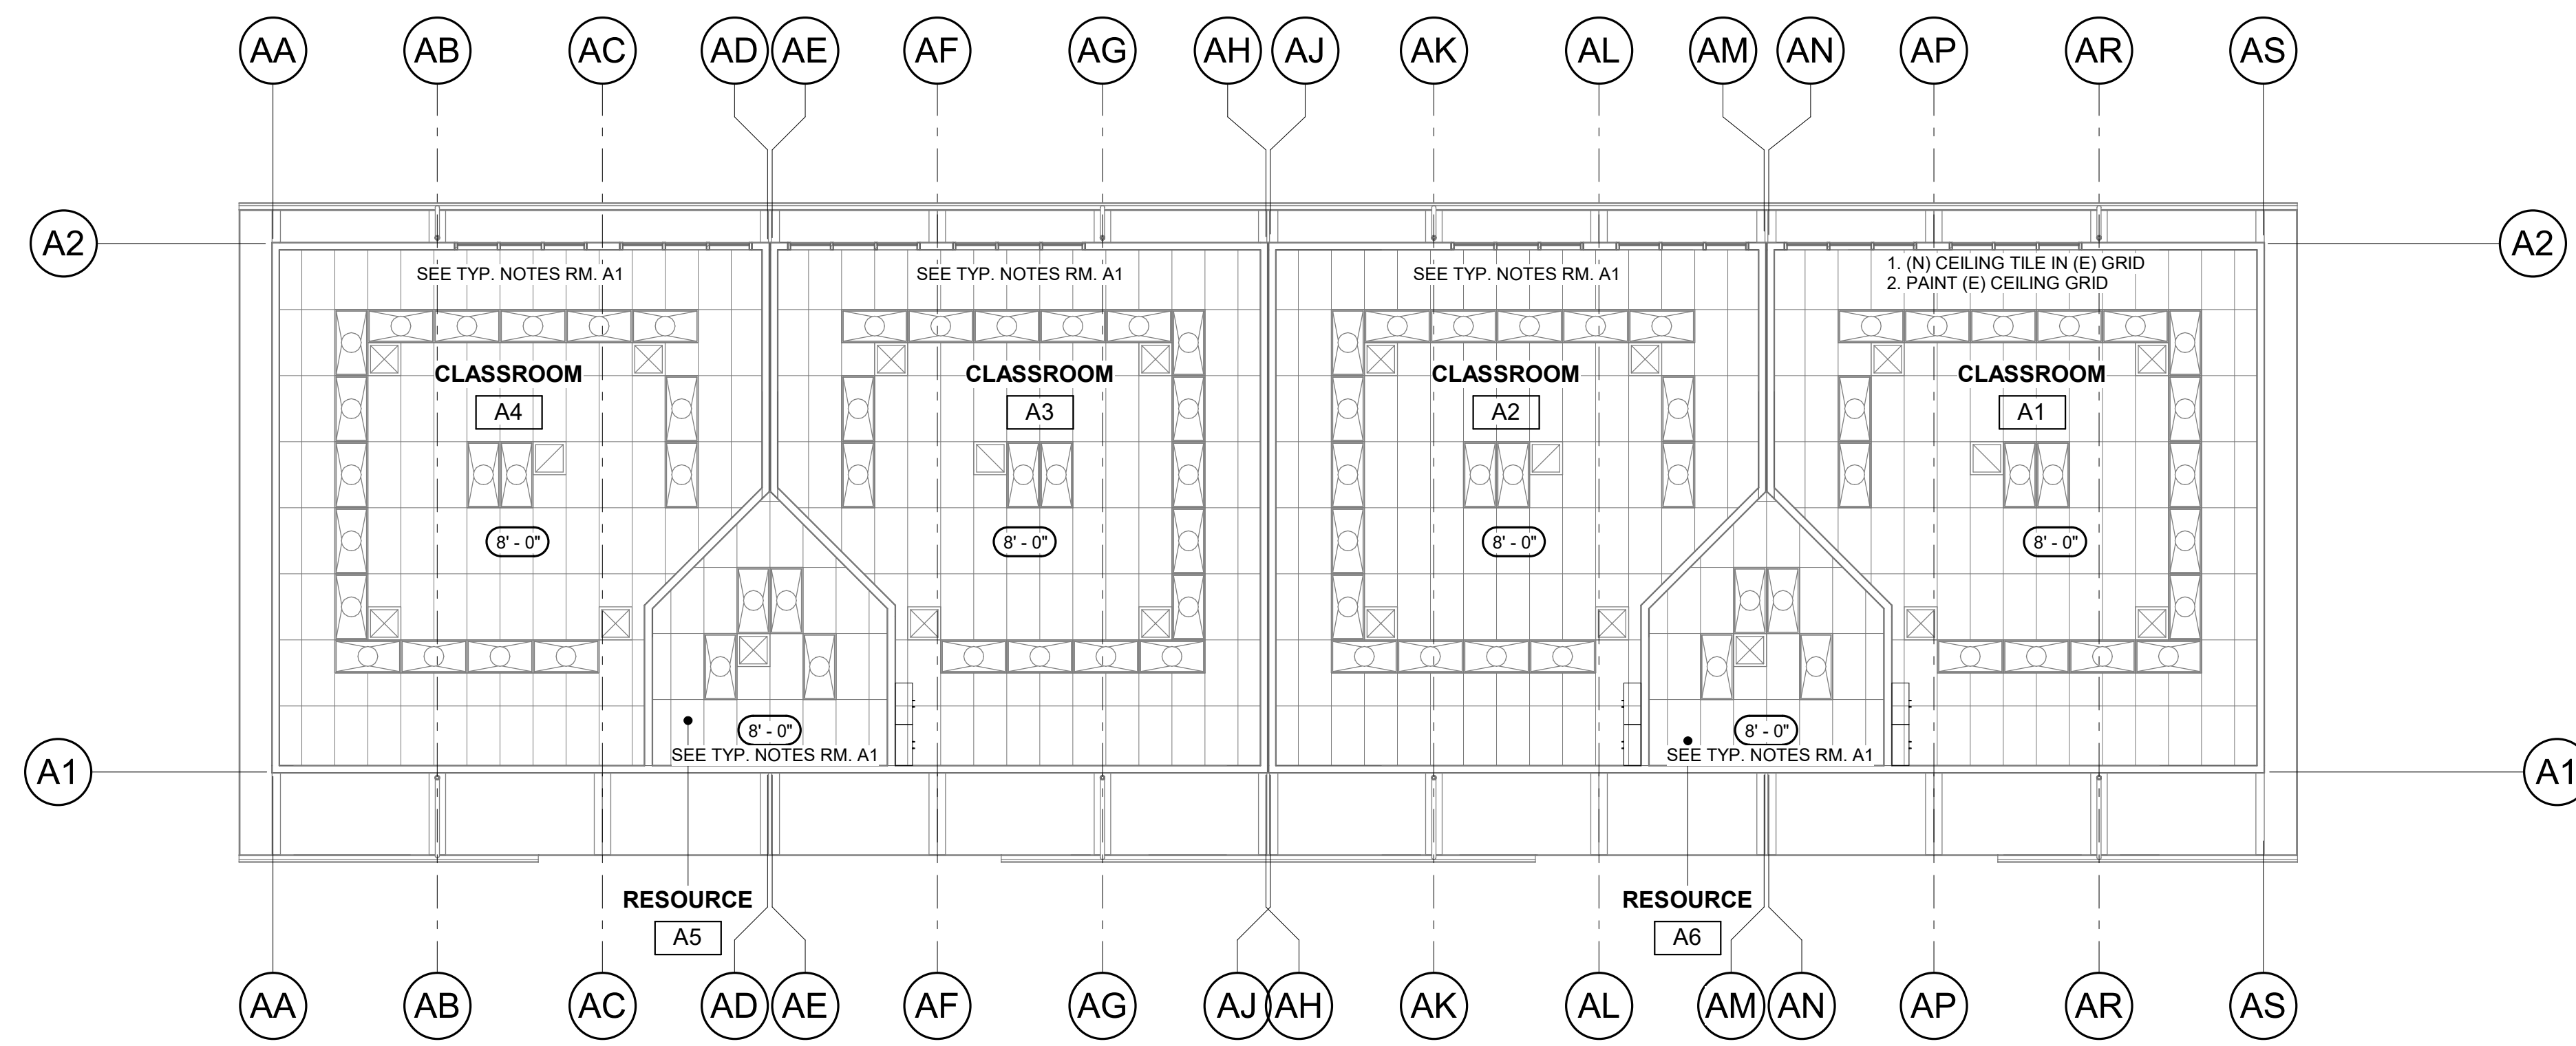 AA
AB
AC
AD
AE
AF
AG
AH
AJ
AK
AL
AM
AN
AP
AR
AS
A2
A2
SEE TYP. NOTES RM. A1
SEE TYP. NOTES RM. A1
SEE TYP. NOTES RM. A1
1. (N) CEILING TILE IN (E) GRID
2. PAINT (E) CEILING GRID
CLASSROOM
A4
CLASSROOM
A3
CLASSROOM
A2
CLASSROOM
A1
8' - 0"
8' - 0"
8' - 0"
8' - 0"
8' - 0"
SEE TYP. NOTES RM. A1
8' - 0"
SEE TYP. NOTES RM. A1
A1
A1
RESOURCE
A5
RESOURCE
A6
AA
AB
AC
AD
AE
AF
AG
AJ
AH
AK
AL
AM
AN
AP
AR
AS